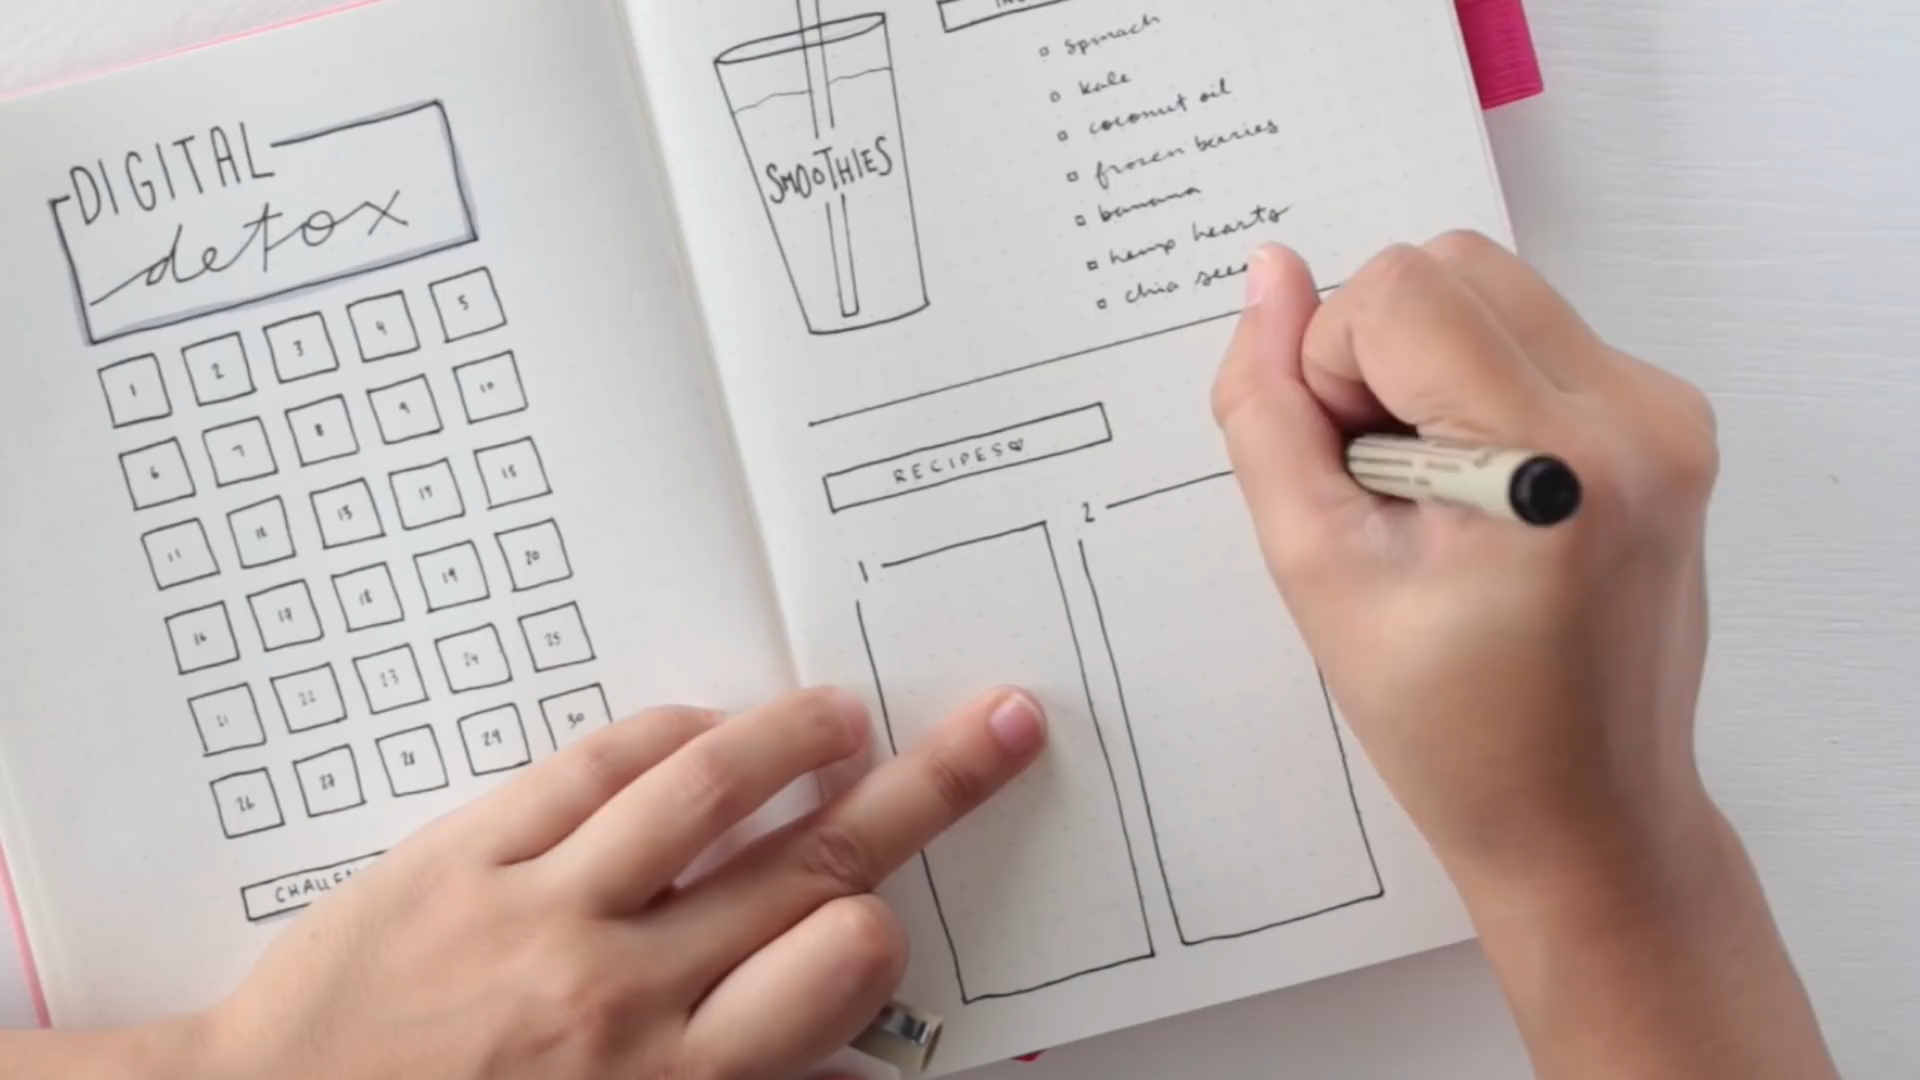 DIGITAL
detox
1 2 3 4 5
6 7 8 9 10
11 12 13 14 15
16 17 18 19 20
21 22 23 24 25
26 27 28 29 30
SMOOTHIES
spinach
kale
coconut oil
frozen berries
banana
hemp hearts
chia
RECIPES
1
2